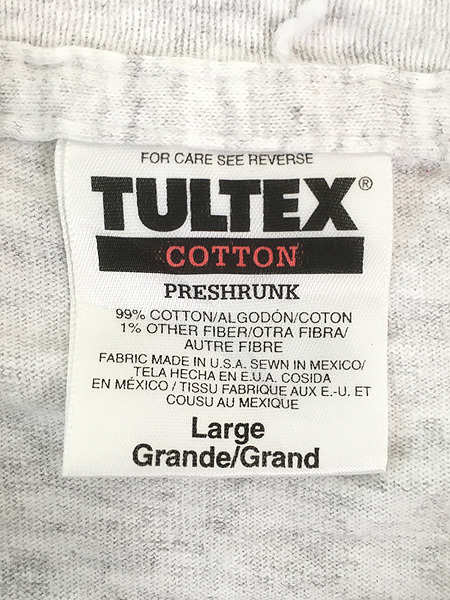 FOR CARE SEE REVERSE
TULTEX®
COTTON
PRESHRUNK
99% COTTON/ALGODÓN/COTON
1% OTHER FIBER/OTRA FIBRA/
AUTRE FIBRE
FABRIC MADE IN U.S.A. SEWN IN MEXICO/
TELA HECHA EN E.U.A. COSIDA
EN MÉXICO / TISSU FABRIQUE AUX E.-U. ET
COUSU AU MEXIQUE
Large
Grande/Grand